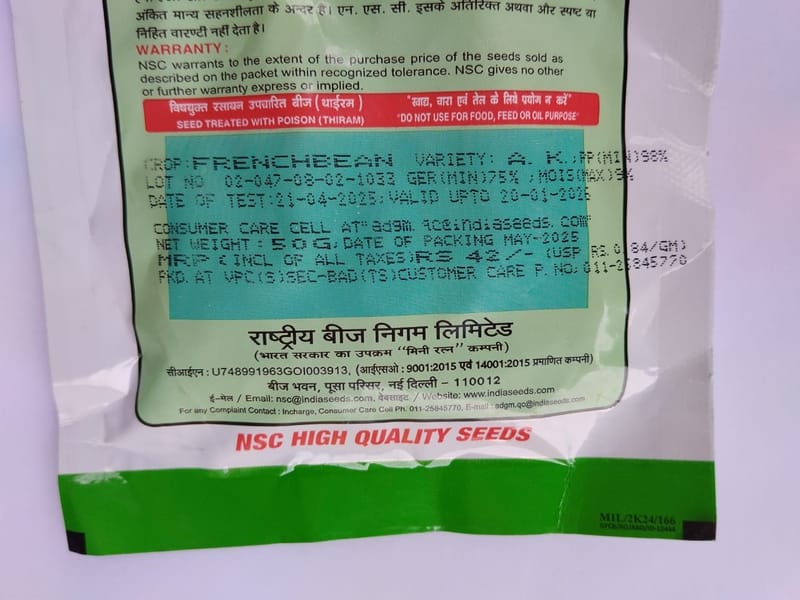 अंकित मान्य सहनशीलता के अन्दर है। एन. एस. सी. इसके अतिरिक्त अथवा और स्पष्ट या
निहित वारण्टी नहीं देता है।
WARRANTY:
NSC warrants to the extent of the purchase price of the seeds sold as
described on the packet within recognized tolerance. NSC gives no other
or further warranty express or implied.
विषयुक्त रसायन उपचारित बीज (थाईरम) "खाद्य, चारा एवं तेल के लिये प्रयोग न करें"
SEED TREATED WITH POISON (THIRAM) "DO NOT USE FOR FOOD, FEED OR OIL PURPOSE"
CROP: FRENCHBEAN VARIETY: A. K.;PP(MIN)98%
LOT NO 02-047-08-02-1033 GER(MIN)75% ;MOIS(MAX)9%
DATE OF TEST:21-04-2025;VALID UPTO 20-01-2026
CONSUMER CARE CELL AT"adgm.qc@indiaseeds.com"
NET WEIGHT : 50G;DATE OF PACKING MAY-2025
MRP (INCL OF ALL TAXES)RS 42/- (USP RS.0.84/GM)
PKD.AT VPC(S)SEC-BAD(TS)CUSTOMER CARE P. NO:011-25845770
राष्ट्रीय बीज निगम लिमिटेड
(भारत सरकार का उपक्रम "मिनी रत्न" कम्पनी)
सीआईएन : U748991963GOI003913, (आईएसओ : 9001:2015 एवं 14001:2015 प्रमाणित कम्पनी)
बीज भवन, पूसा परिसर, नई दिल्ली - 110012
ई-मेल / Email: nsc@indiaseeds.com, वेबसाइट / Website: www.indiaseeds.com
For any Complaint Contact : Incharge, Consumer Care Cell Ph. 011-25845770, E-mail : adgm.qc@indiaseeds.com
NSC HIGH QUALITY SEEDS
MIL/2K24/166